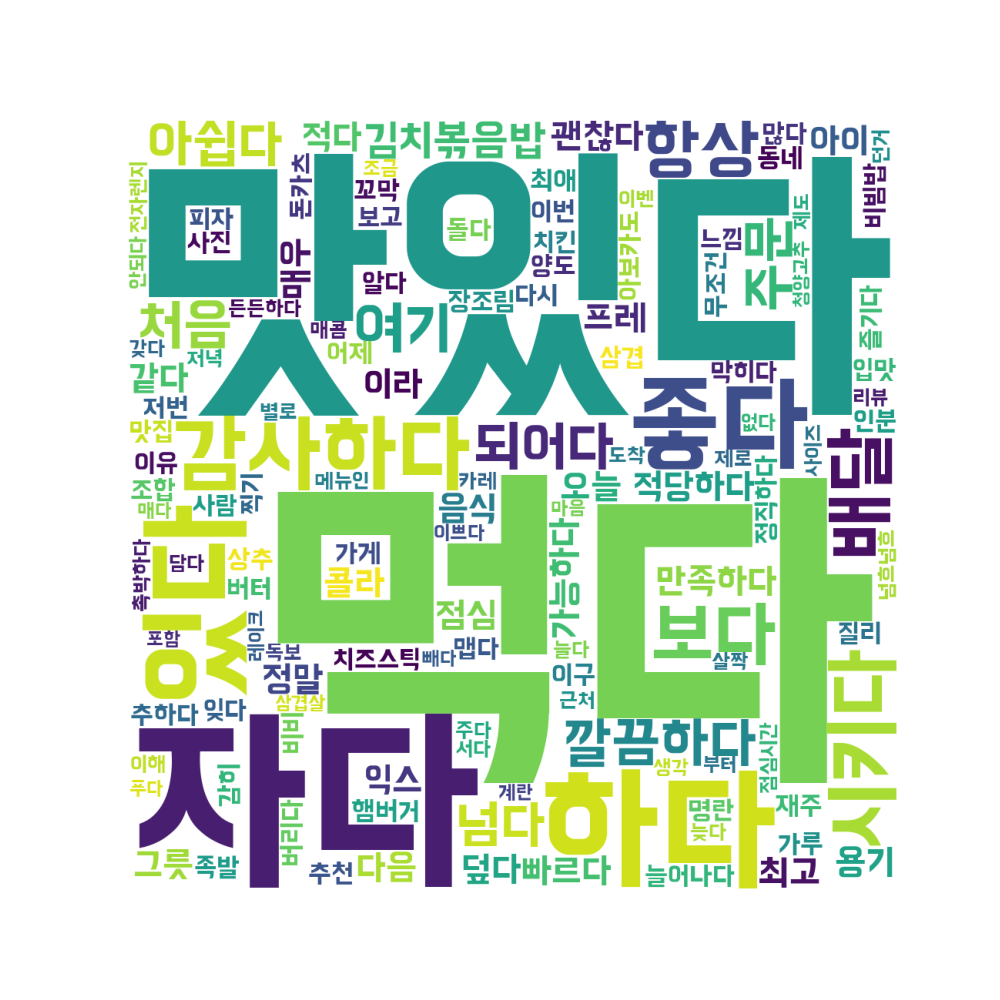 아쉽다 적다 김치볶음밥 괜찮다 항상 많다 아이 던거
동네
전자렌지 돈카츠 조금 꼬막 최애 이벤 비빔밥
맛있다
피자 사진 보고 돌다 이번 치킨 양도 아보카도 느낌 무조건 주문 제도 청양고추
안되다 매우 알다 장조림 다시
든든하다 처음 매콤 여기 프레 즐기다
갖다 저녁 어제 삼겹
같다 이라 막히다 입맛
저번 별로 좋다 없다 리뷰
맛집 감사하다 되어다 도착 제로 사이즈 인분
이유 배달
조합 사람 찍기 메뉴인 카레 음식 오늘 적당하다 정직하다
매다 이쁘다 마음
있다 먹다
촉박하다 담다 상추 가게 가능하다 만족하다 넘흐넘흐
버터 콜라
점심 보다
포함 레이크 독보 치즈스틱 빼다 맵다 늘다 살짝 질리
정말 이구
삼겹살 근처
추하다 잊다 비비 주다 깔끔하다 시키다
서다
자다
이해 감히 익스 생각 부터 점심시간
푸다 햄버거 계란 하다
버리다 넘다 명란 재주
늦다
그릇 족발 추천 다음 덮다 빠르다 늘어나다 최고 가루 용기